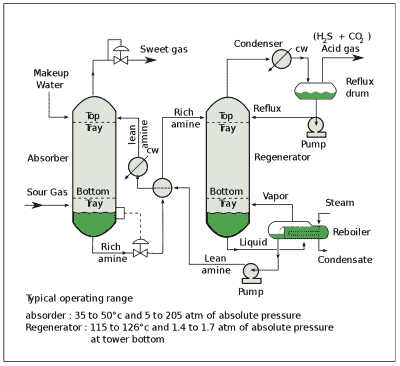 (H2S + CO2)
Acid gas
Condenser
cw
Sweet gas
Makeup
Water
Reflux
drum
Rich
amine
Reflux
Top
Tray
lean
amine
Top
Tray
Pump
Absorber
cw
Regenerator
Sour Gas
Bottom
Tray
Bottom
Tray
Vapor
Steam
Reboiler
Rich
amine
Liquid
Lean
amine
Condensate
Pump
Typical operating range
absorder : 35 to 50°c and 5 to 205 atm of absolute pressure
Regenerator : 115 to 126°c and 1.4 to 1.7 atm of absolute pressure
at tower bottom